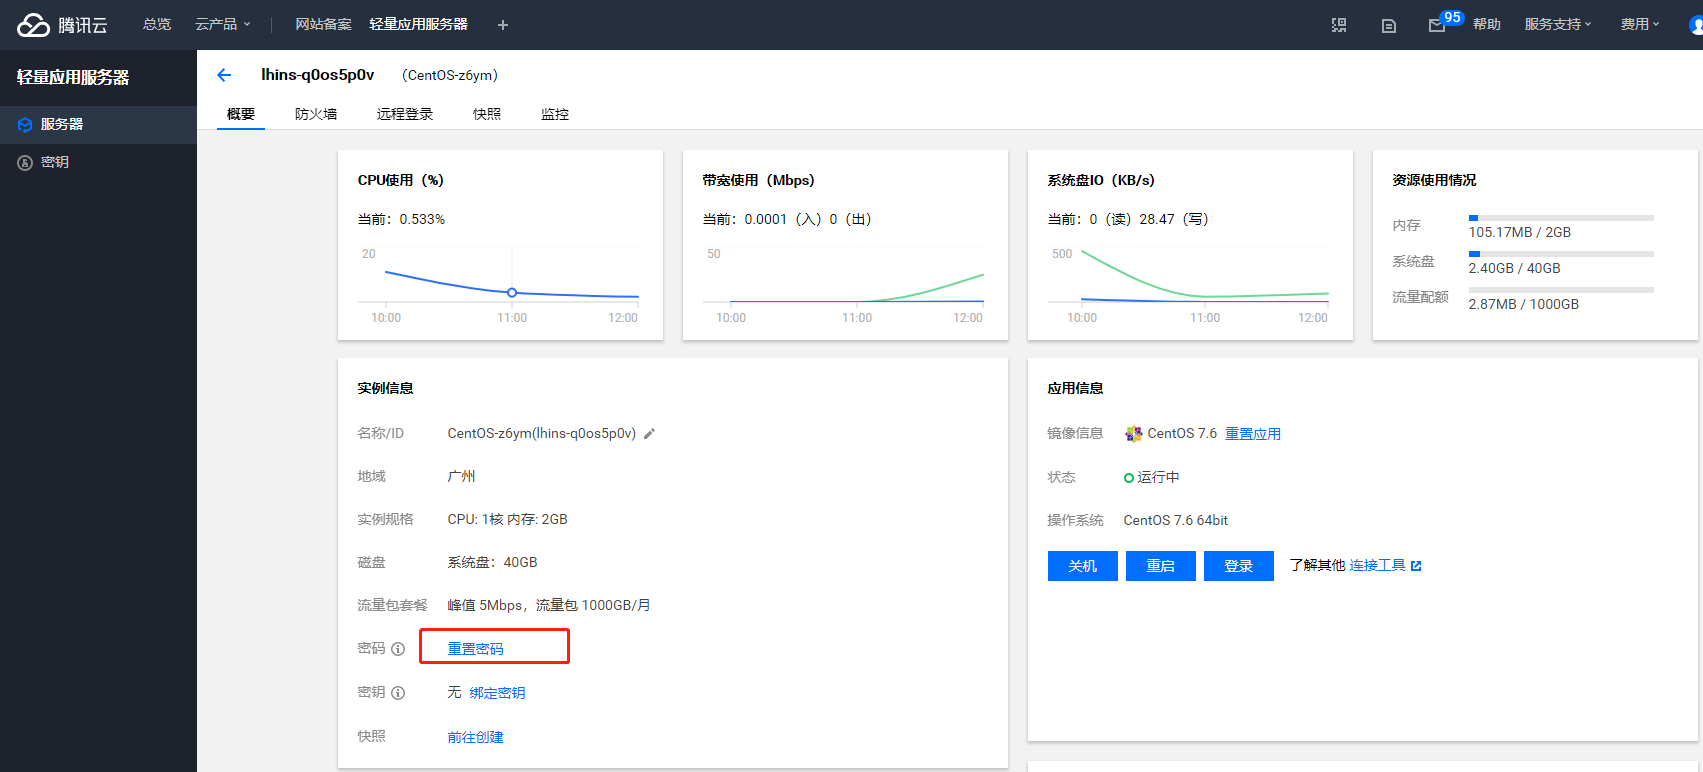 腾讯云 总览 云产品 网站备案 轻量应用服务器 + 95 帮助 服务支持 费用
轻量应用服务器
服务器
密钥
lhins-q0os5p0v (CentOS-z6ym)
概要 防火墙 远程登录 快照 监控
CPU使用（%）
当前：0.533%
20
10:00 11:00 12:00
带宽使用（Mbps）
当前：0.0001（入）0（出）
50
10:00 11:00 12:00
系统盘IO（KB/s）
当前：0（读）28.47（写）
500
10:00 11:00 12:00
资源使用情况
内存
105.17MB / 2GB
系统盘
2.40GB / 40GB
流量配额
2.87MB / 1000GB
实例信息
名称/ID CentOS-z6ym(lhins-q0os5p0v)
地域 广州
实例规格 CPU: 1核 内存: 2GB
磁盘 系统盘：40GB
流量包套餐 峰值 5Mbps，流量包 1000GB/月
密码 重置密码
密钥 无 绑定密钥
快照 前往创建
应用信息
镜像信息 CentOS 7.6 重置应用
状态 运行中
操作系统 CentOS 7.6 64bit
关机 重启 登录 了解其他 连接工具